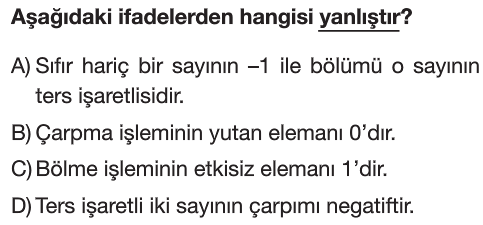 Aşağıdaki ifadelerden hangisi yanlıştır?
A) Sıfır hariç bir sayının –1 ile bölümü o sayının
ters işaretlisidir.
B) Çarpma işleminin yutan elemanı 0’dır.
C) Bölme işleminin etkisiz elemanı 1’dir.
D) Ters işaretli iki sayının çarpımı negatiftir.